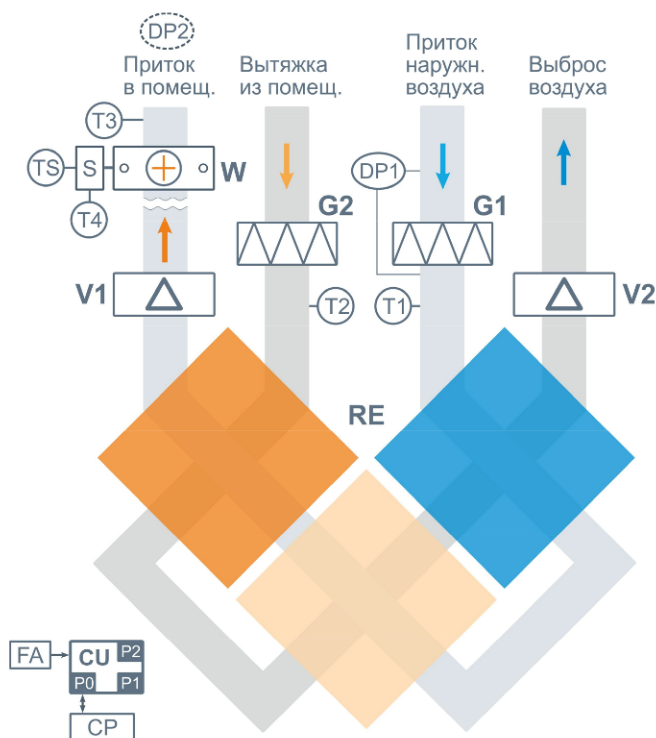 DP2
Приток
в помещ.
Вытяжка
из помещ.
Приток
наружн.
воздуха
Выброс
воздуха
T3
TS
S
W
T4
DP1
G2
G1
V1
T2
T1
V2
RE
FA
CU
P2
P0
P1
CP